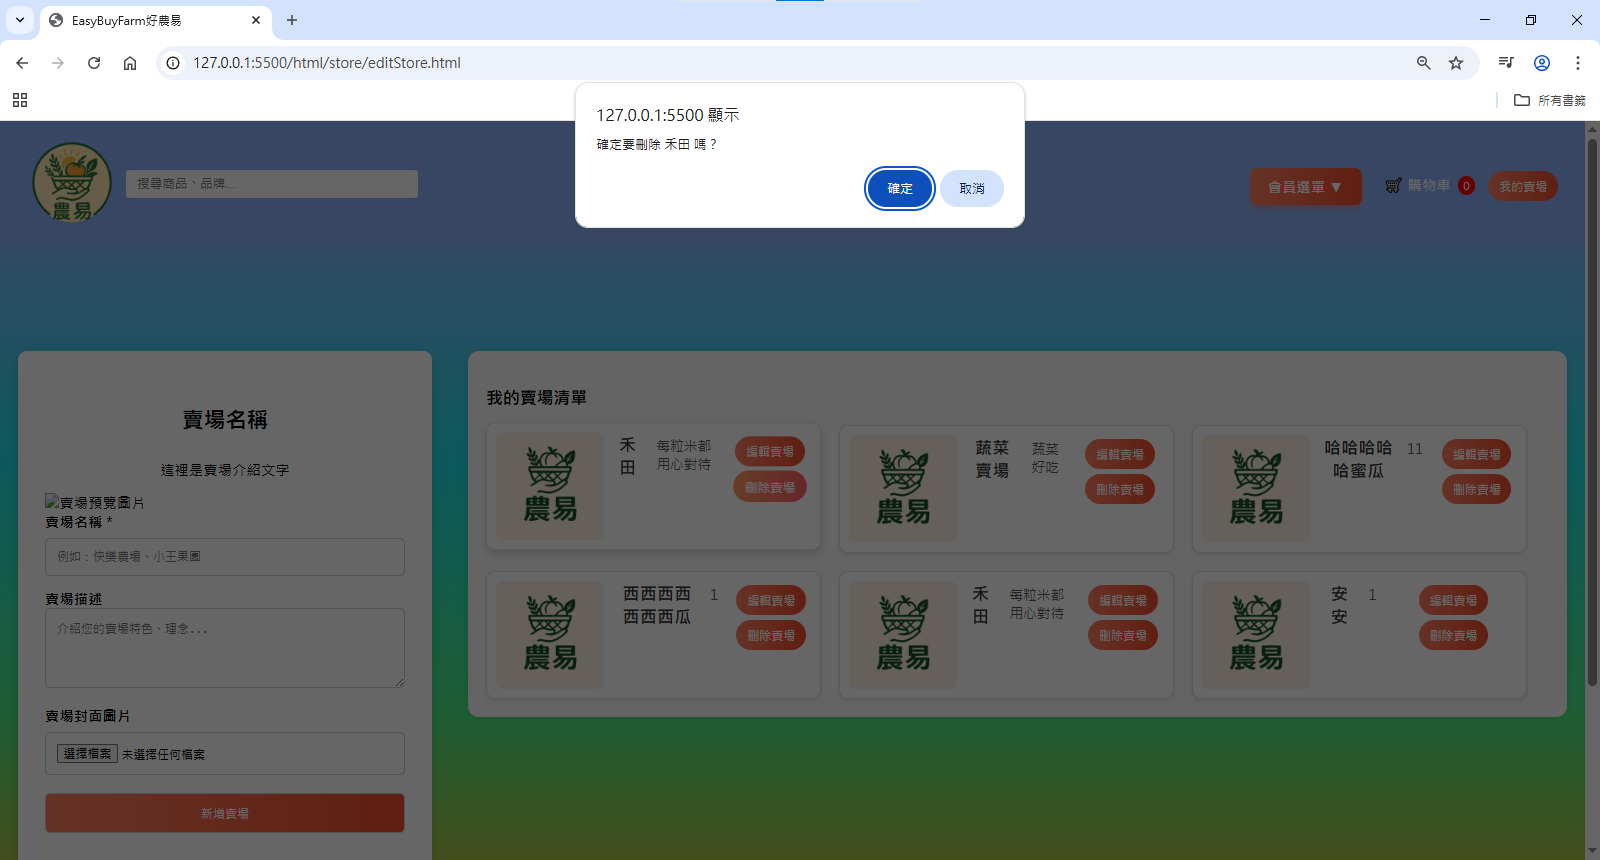 EasyBuyFarm好農易
127.0.0.1:5500/html/store/editStore.html
所有書籤
127.0.0.1:5500 顯示
確定要刪除 禾田 嗎？
確定
取消
農易
搜尋商品、品牌...
會員選單 ▼
購物車 0
我的賣場
賣場名稱
這裡是賣場介紹文字
賣場預覽圖片
賣場名稱 *
例如：快樂農場、小王果園
賣場描述
介紹您的賣場特色、理念...
賣場封面圖片
選擇檔案 未選擇任何檔案
新增賣場
我的賣場清單
農易
禾
田
每粒米都
用心對待
編輯賣場
刪除賣場
農易
蔬菜
賣場
蔬菜
好吃
編輯賣場
刪除賣場
農易
哈哈哈哈
哈蜜瓜
11
編輯賣場
刪除賣場
農易
西西西西
西西西瓜
1
編輯賣場
刪除賣場
農易
禾
田
每粒米都
用心對待
編輯賣場
刪除賣場
農易
安
安
1
編輯賣場
刪除賣場